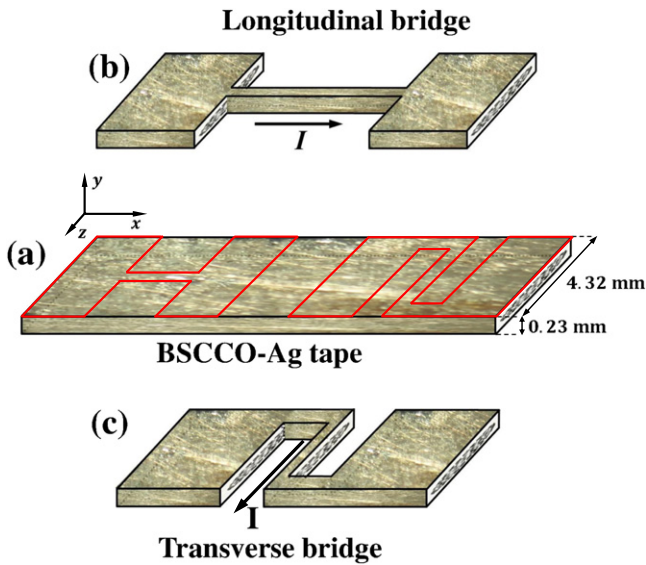 Longitudinal bridge
(b)
I
y
x
z
(a)
4.32 mm
0.23 mm
BSCCO-Ag tape
(c)
I
Transverse bridge